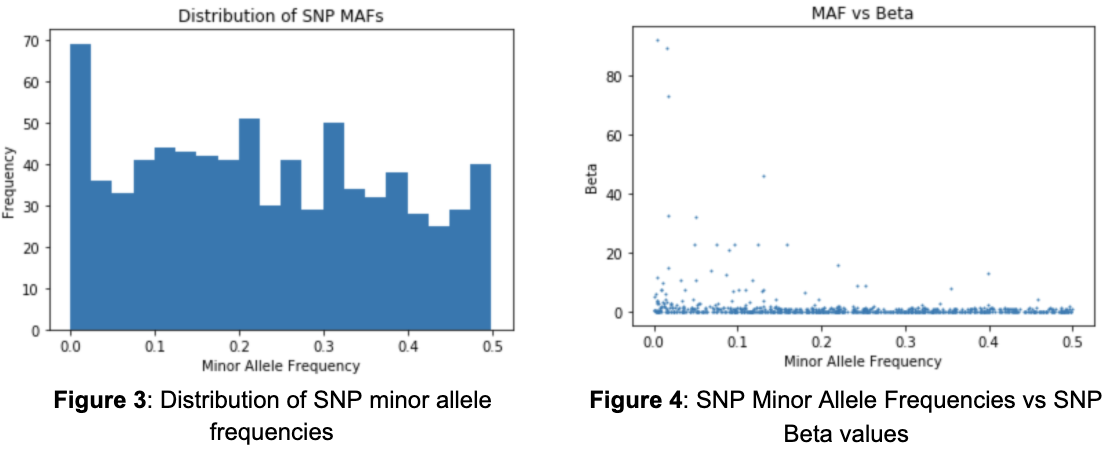 Distribution of SNP MAFs
70
60
50
40
30
20
10
0
Frequency
0.0 0.1 0.2 0.3 0.4 0.5
Minor Allele Frequency
Figure 3: Distribution of SNP minor allele
frequencies
MAF vs Beta
80
60
40
20
0
Beta
0.0 0.1 0.2 0.3 0.4 0.5
Minor Allele Frequency
Figure 4: SNP Minor Allele Frequencies vs SNP
Beta values